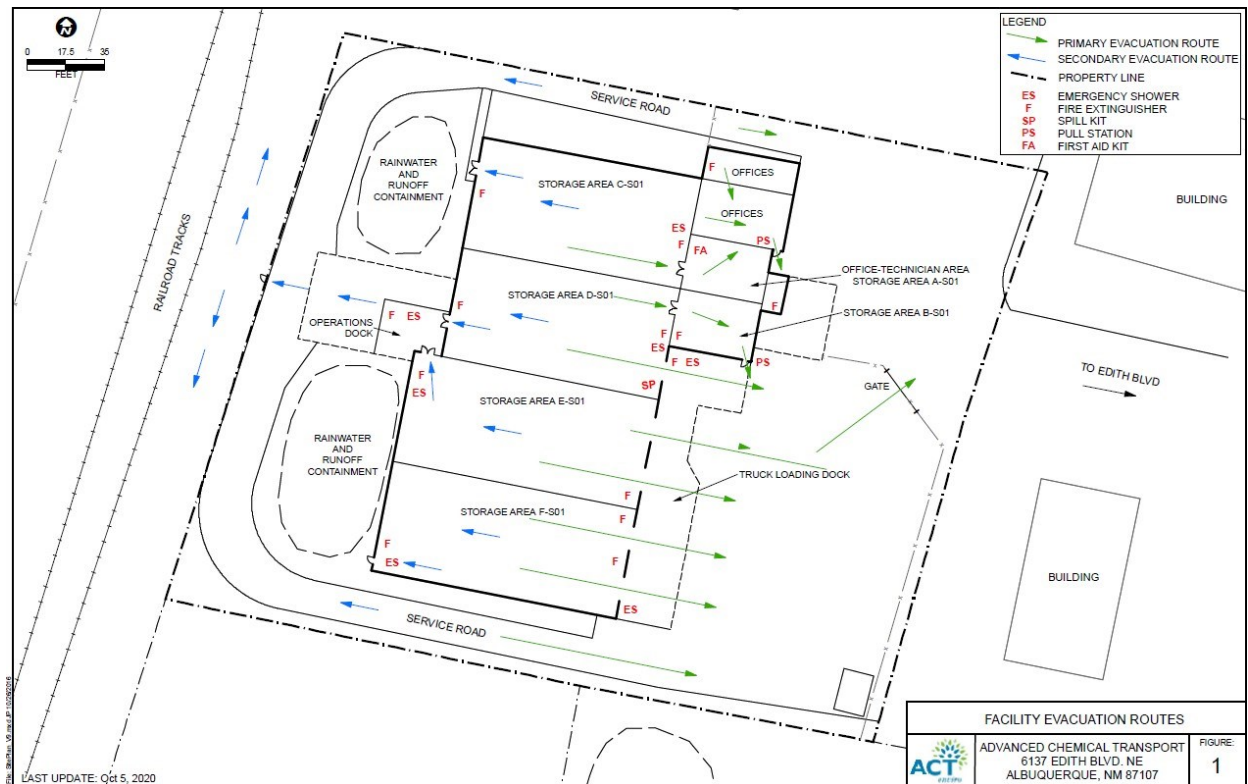 N
0 17.5 35
FEET
LEGEND
PRIMARY EVACUATION ROUTE
SECONDARY EVACUATION ROUTE
PROPERTY LINE
ES EMERGENCY SHOWER
F FIRE EXTINGUISHER
SP SPILL KIT
PS PULL STATION
FA FIRST AID KIT
SERVICE ROAD
RAINWATER
AND
RUNOFF
CONTAINMENT
STORAGE AREA C-S01
F
OFFICES
BUILDING
F
OFFICES
ES
F
FA
PS
RAILROAD TRACKS
OFFICE-TECHNICIAN AREA
STORAGE AREA A-S01
STORAGE AREA D-S01
F
F
STORAGE AREA B-S01
F
ES
OPERATIONS
DOCK
F
F
ES
F
ES
PS
TO EDITH BLVD
F
ES
SP
GATE
STORAGE AREA E-S01
RAINWATER
AND
RUNOFF
CONTAINMENT
TRUCK LOADING DOCK
F
F
STORAGE AREA F-S01
F
ES
F
ES
BUILDING
SERVICE ROAD
LAST UPDATE: Oct 5, 2020
FACILITY EVACUATION ROUTES
ACT
ADVANCED CHEMICAL TRANSPORT
6137 EDITH BLVD. NE
ALBUQUERQUE, NM 87107
FIGURE:
1